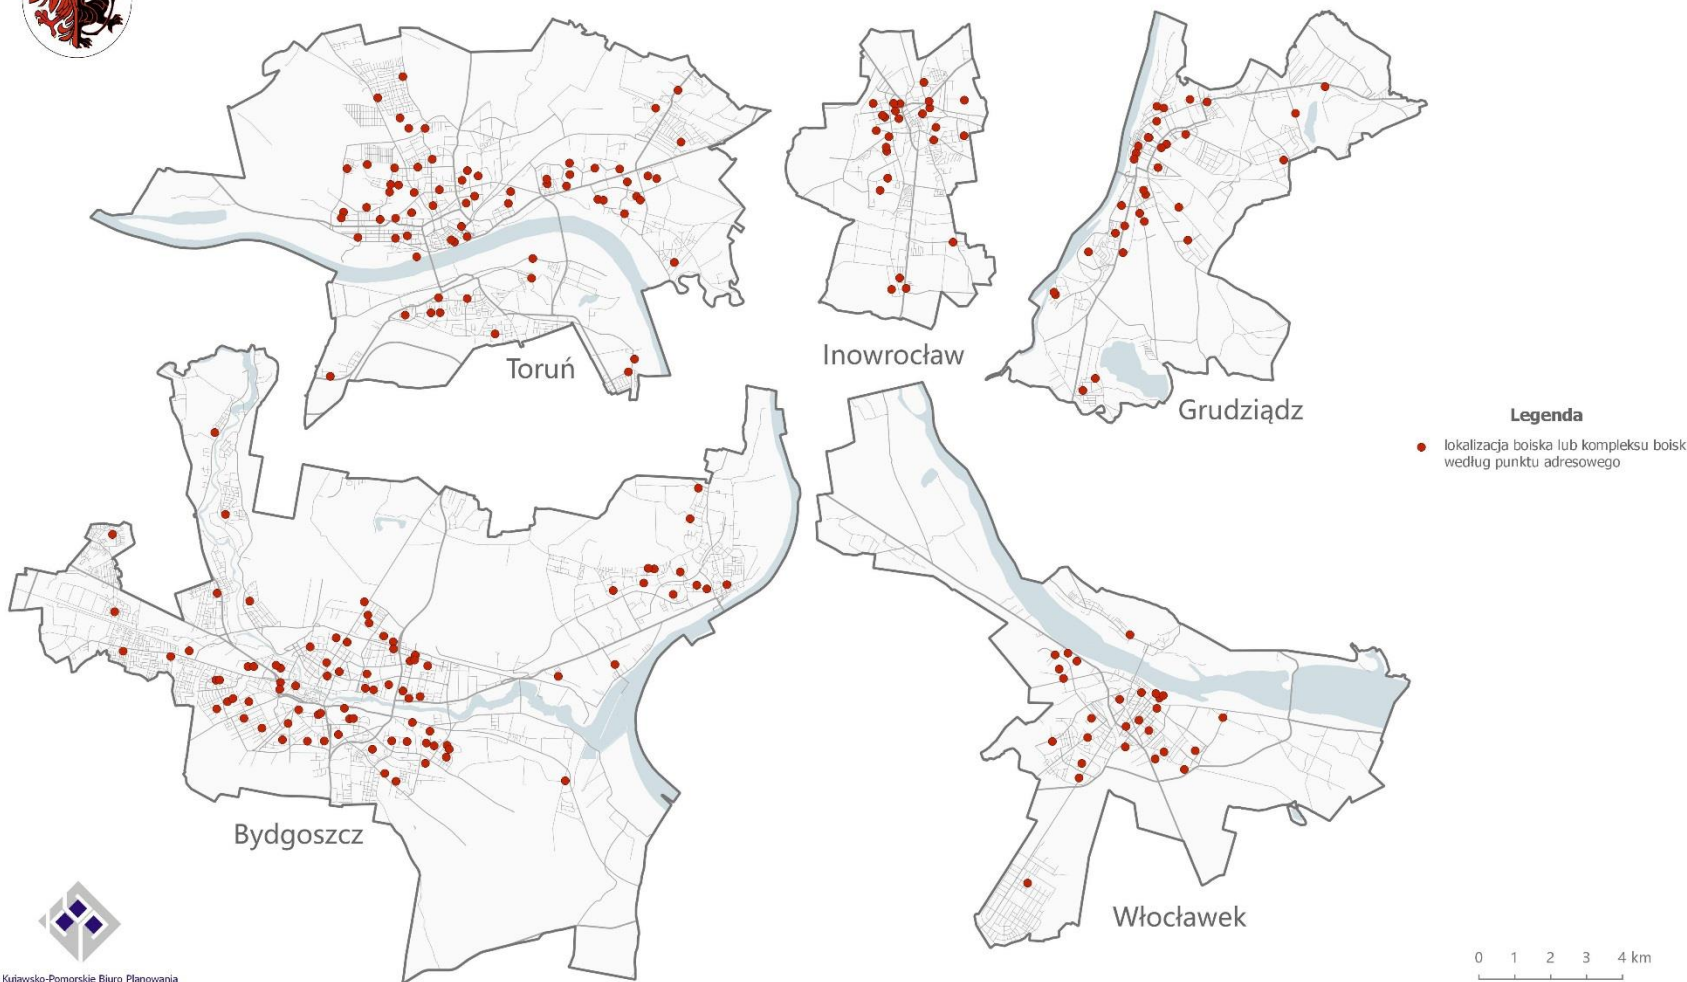 Toruń
Inowrocław
Grudziądz
Legenda
lokalizacja boiska lub kompleksu boisk
według punktu adresowego
Bydgoszcz
Włocławek
Kujawsko-Pomorskie Biuro Planowania
0 1 2 3 4 km